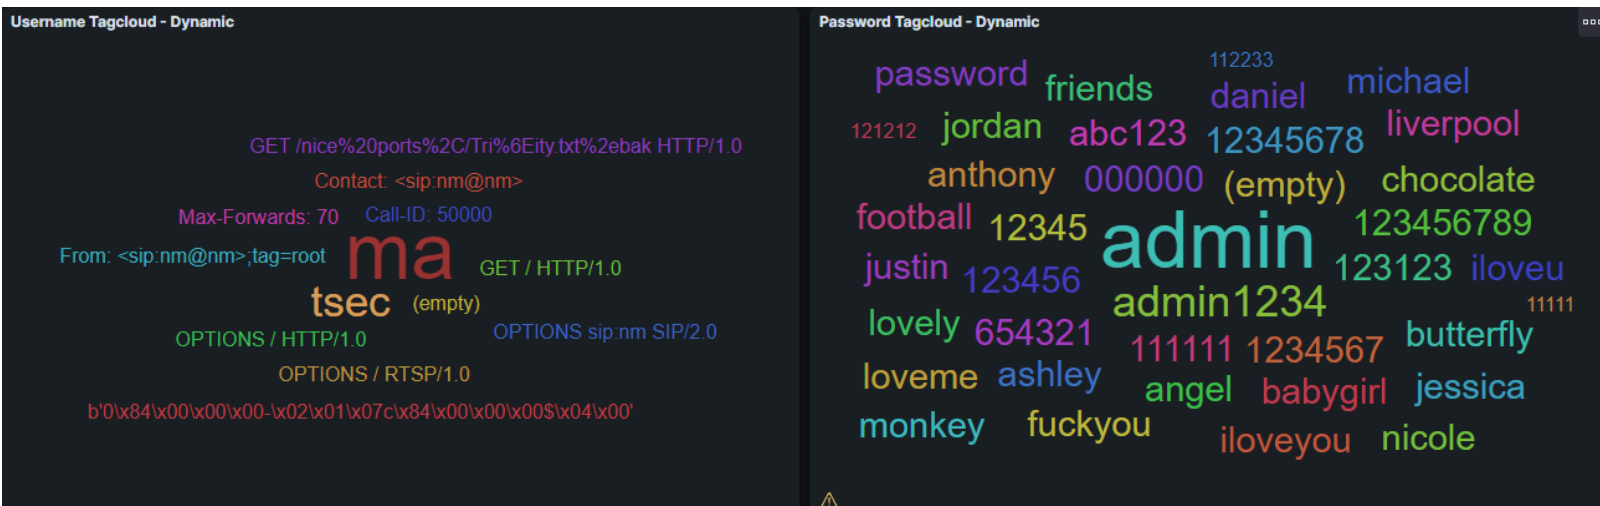 Username Tagcloud - Dynamic
GET /nice%20ports%2C/Tri%6Eity.txt%2ebak HTTP/1.0
Contact: <sip:nm@nm>
Max-Forwards: 70
Call-ID: 50000
From: <sip:nm@nm>;tag=root
ma
GET / HTTP/1.0
tsec
(empty)
OPTIONS / HTTP/1.0
OPTIONS sip:nm SIP/2.0
OPTIONS / RTSP/1.0
b'0\x84\x00\x00\x00-\x02\x01\x07c\x84\x00\x00\x00$\x04\x00'
Password Tagcloud - Dynamic
112233
password
friends
daniel
michael
121212
jordan
abc123
12345678
liverpool
anthony
000000
(empty)
chocolate
football
12345
admin
123456789
justin
123456
123123
iloveu
admin1234
11111
lovely
654321
111111
1234567
butterfly
loveme
ashley
angel
babygirl
jessica
monkey
fuckyou
iloveyou
nicole